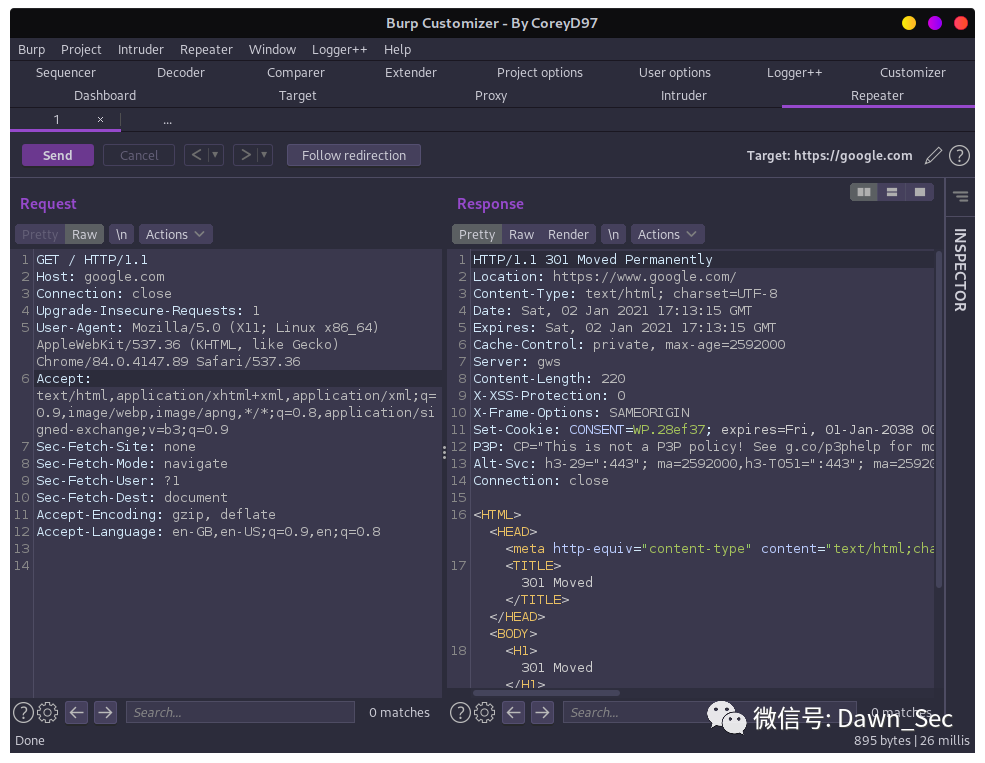 Burp Customizer - By CoreyD97
Burp Project Intruder Repeater Window Logger++ Help
Sequencer Decoder Comparer Extender Project options User options Logger++ Customizer
Dashboard Target Proxy Intruder Repeater
1 × ...
Send Cancel < ▾ > ▾ Follow redirection Target: https://google.com ?
Request
Pretty Raw \n Actions
1 GET / HTTP/1.1
2 Host: google.com
3 Connection: close
4 Upgrade-Insecure-Requests: 1
5 User-Agent: Mozilla/5.0 (X11; Linux x86_64)
AppleWebKit/537.36 (KHTML, like Gecko)
Chrome/84.0.4147.89 Safari/537.36
6 Accept:
text/html,application/xhtml+xml,application/xml;q=
0.9,image/webp,image/apng,*/*;q=0.8,application/si
gned-exchange;v=b3;q=0.9
7 Sec-Fetch-Site: none
8 Sec-Fetch-Mode: navigate
9 Sec-Fetch-User: ?1
10 Sec-Fetch-Dest: document
11 Accept-Encoding: gzip, deflate
12 Accept-Language: en-GB,en-US;q=0.9,en;q=0.8
13
14
? Search... 0 matches
Response
Pretty Raw Render \n Actions
1 HTTP/1.1 301 Moved Permanently
2 Location: https://www.google.com/
3 Content-Type: text/html; charset=UTF-8
4 Date: Sat, 02 Jan 2021 17:13:15 GMT
5 Expires: Sat, 02 Jan 2021 17:13:15 GMT
6 Cache-Control: private, max-age=2592000
7 Server: gws
8 Content-Length: 220
9 X-XSS-Protection: 0
10 X-Frame-Options: SAMEORIGIN
11 Set-Cookie: CONSENT=WP.28ef37; expires=Fri, 01-Jan-2038 00
12 P3P: CP="This is not a P3P policy! See g.co/p3phelp for mo
13 Alt-Svc: h3-29=":443"; ma=2592000,h3-T051=":443"; ma=2592
14 Connection: close
15
16 <HTML>
<HEAD>
<meta http-equiv="content-type" content="text/html;cha
17 <TITLE>
301 Moved
</TITLE>
</HEAD>
<BODY>
18 <H1>
301 Moved
</H1>
? Search... 0 matches
INSPECTOR
微信号: Dawn_Sec
Done 895 bytes | 26 millis